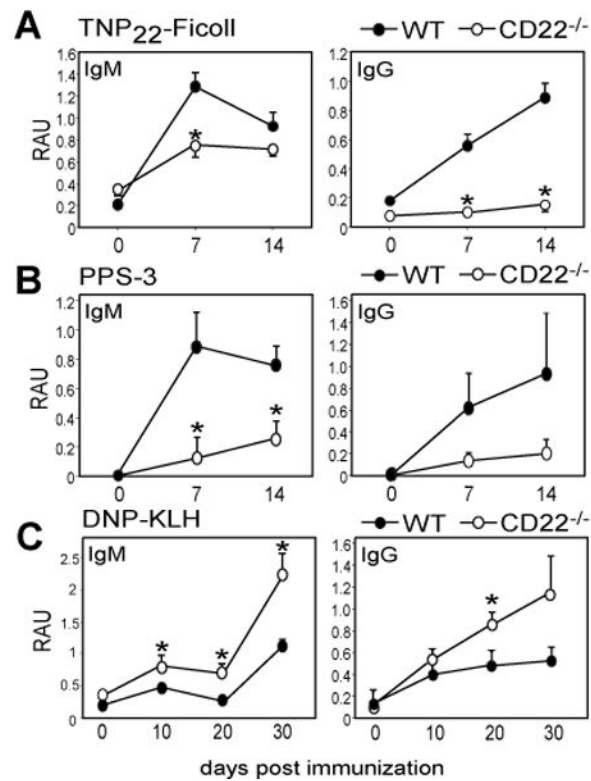 A TNP22-Ficoll WT CD22-/-
IgM IgG
RAU
1.6 1.4 1.2 1.0 0.8 0.6 0.4 0.2
*
0 7 14
1.2 1.0 0.8 0.6 0.4 0.2 0
* *
0 7 14
B PPS-3 WT CD22-/-
IgM IgG
RAU
1.2 1.0 0.8 0.6 0.4 0.2 0
* *
0 7 14
1.6 1.4 1.2 1.0 0.8 0.6 0.4 0.2 0
0 7 14
C DNP-KLH WT CD22-/-
IgM IgG
RAU
2.5 2 1 0.5 0
* * *
0 10 20 30
1.6 1.4 1.2 1.0 0.8 0.6 0.4 0.2 0
*
0 10 20 30
days post immunization